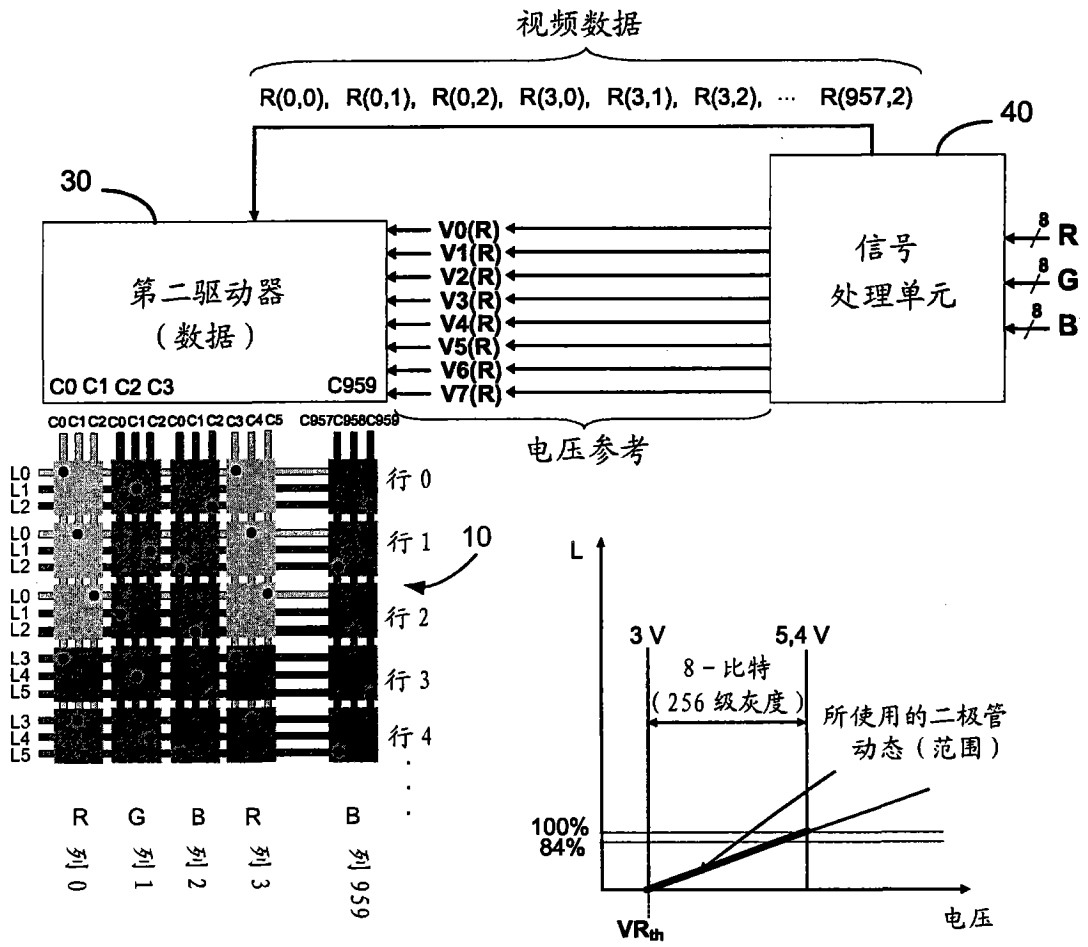 视频数据
R(0,0), R(0,1), R(0,2), R(3,0), R(3,1), R(3,2), ... R(957,2)
40
30
第二驱动器
（数据）
C0 C1 C2 C3 C959
V0(R)
V1(R)
V2(R)
V3(R)
V4(R)
V5(R)
V6(R)
V7(R)
信号
处理单元
8 R
8 G
8 B
电压参考
C0 C1 C2 C0 C1 C2 C0 C1 C2 C3 C4 C5 C957 C958 C959
L0
L1
L2
行 0
L0
L1
L2
行 1
10
L0
L1
L2
行 2
L3
L4
L5
行 3
L3
L4
L5
行 4
R G B R B
列 0
列 1
列 2
列 3
列 959
L
3 V
5,4 V
8-比特
（256 级灰度）
所使用的二极管
动态（范围）
100%
84%
VRth
电压